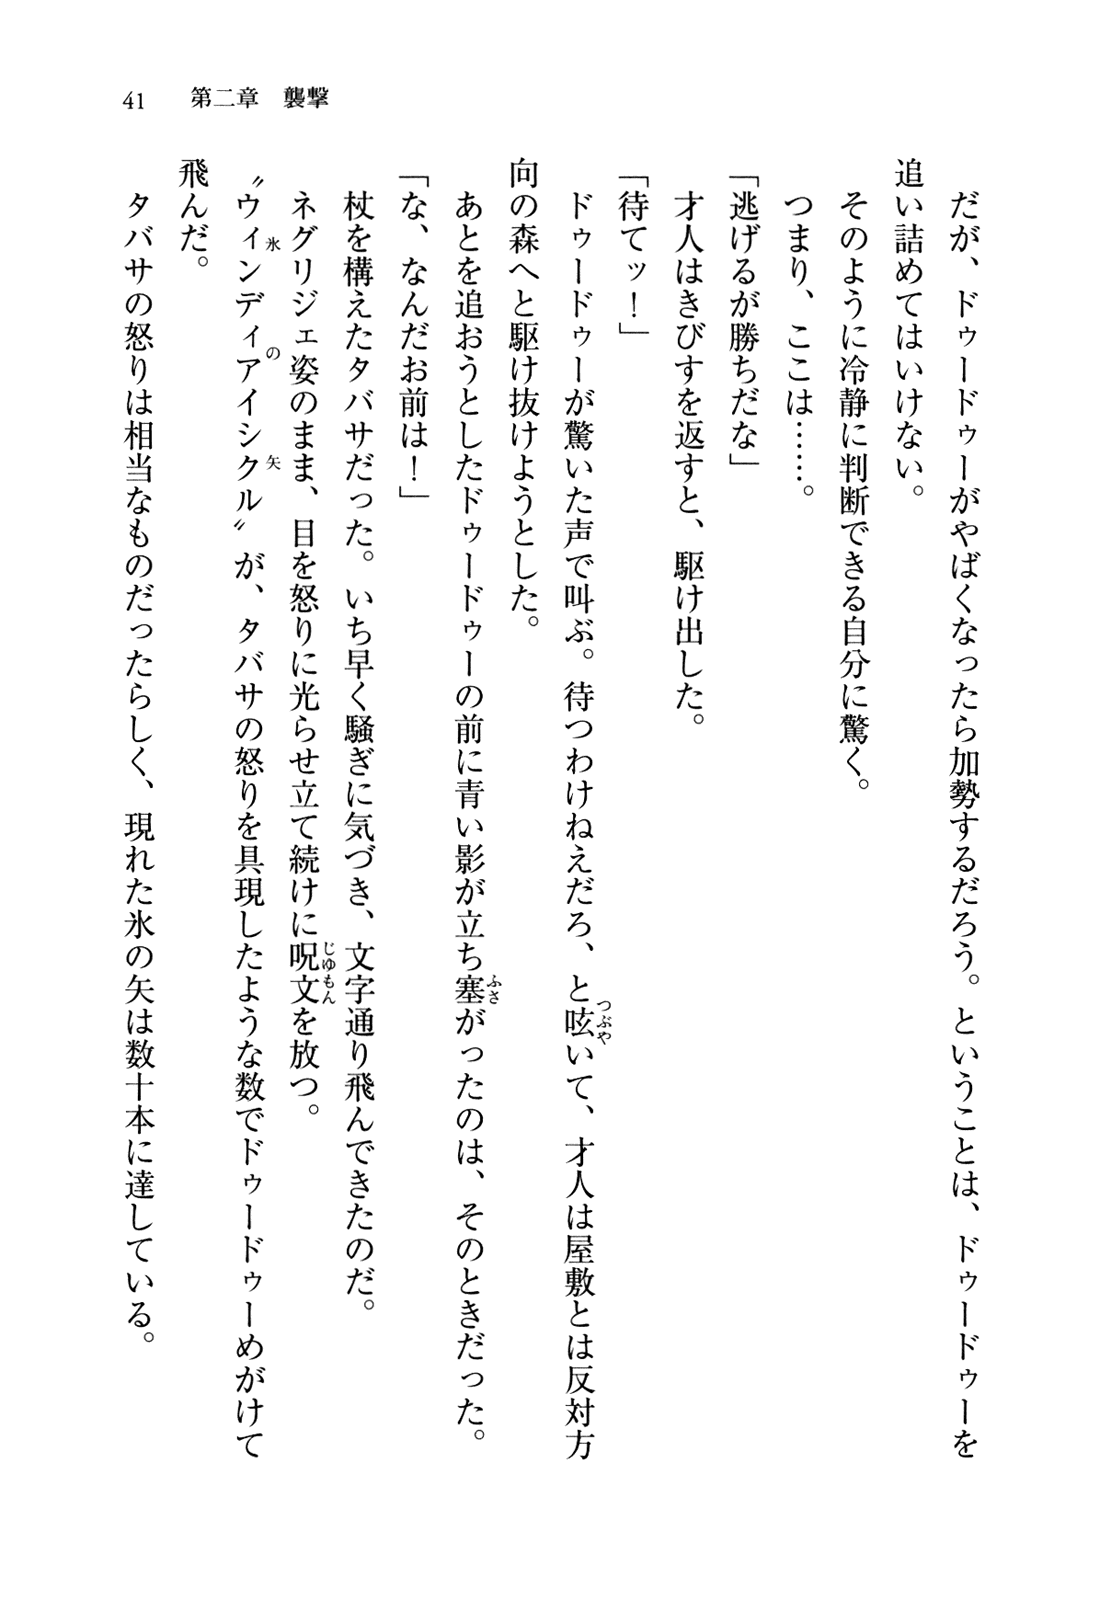 41　第二章　襲撃
　だが、ドゥードゥーがやばくなったら加勢するだろう。ということは、ドゥードゥーを
追い詰めてはいけない。
　そのように冷静に判断できる自分に驚く。
　つまり、ここは……。
「逃げるが勝ちだな」
　才人はきびすを返すと、駆け出した。
「待てッ！」
　ドゥードゥーが驚いた声で叫ぶ。待つわけねえだろ、と呟いて、才人は屋敷とは反対方
つぶや
向の森へと駆け抜けようとした。
　あとを追おうとしたドゥードゥーの前に青い影が立ち塞がったのは、そのときだった。
ふさ
「な、なんだお前は！」
　杖を構えたタバサだった。いち早く騒ぎに気づき、文字通り飛んできたのだ。
　ネグリジェ姿のまま、目を怒りに光らせ立て続けに呪文を放つ。
じゅもん
　〝ウィンディアイシクル〟が、タバサの怒りを具現したような数でドゥードゥーめがけて
氷の矢
飛んだ。
　タバサの怒りは相当なものだったらしく、現れた氷の矢は数十本に達している。